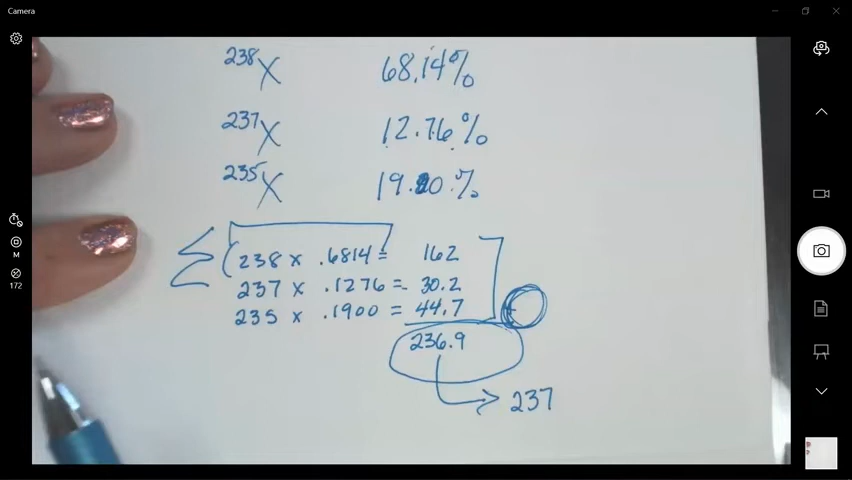 Camera
238X 68.14%
237X 12.76%
235X 19.20%
Σ (238 x .6814 = 162
237 x .1276 = 30.2
235 x .1900 = 44.7
+
236.9
→ 237
M
172